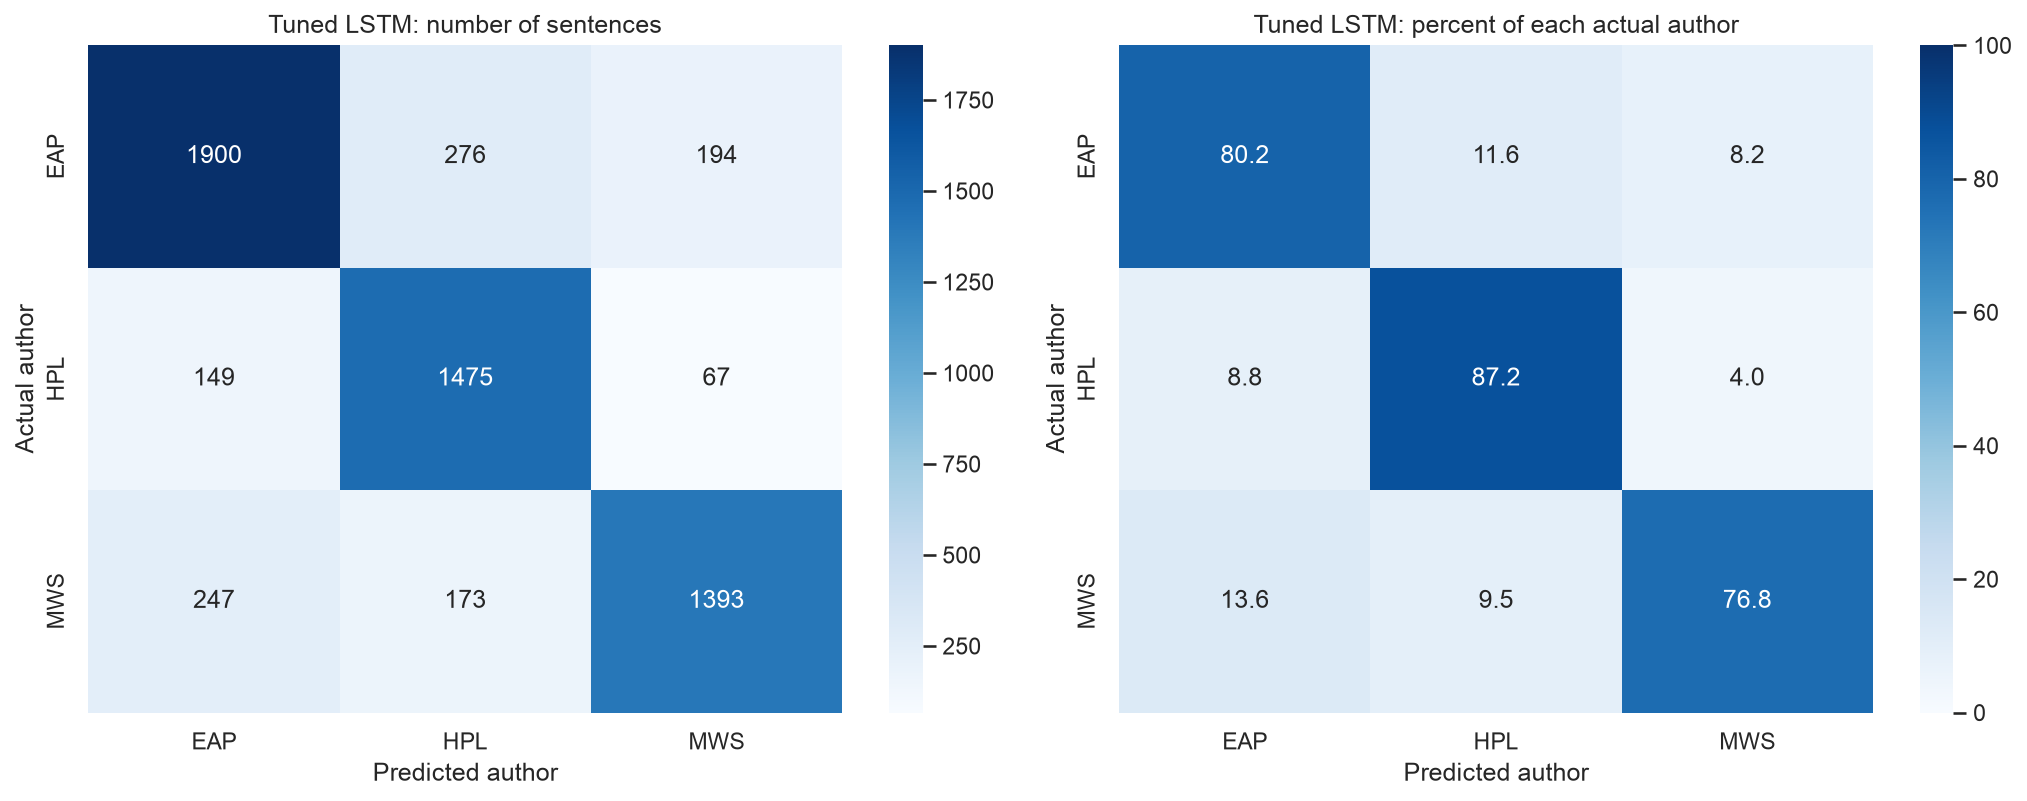 Tuned LSTM: number of sentences
EAP
HPL
MWS
Actual author
1900 276 194
149 1475 67
247 173 1393
EAP HPL MWS
Predicted author
1750
1500
1250
1000
750
500
250
Tuned LSTM: percent of each actual author
EAP
HPL
MWS
Actual author
80.2 11.6 8.2
8.8 87.2 4.0
13.6 9.5 76.8
EAP HPL MWS
Predicted author
100
80
60
40
20
0